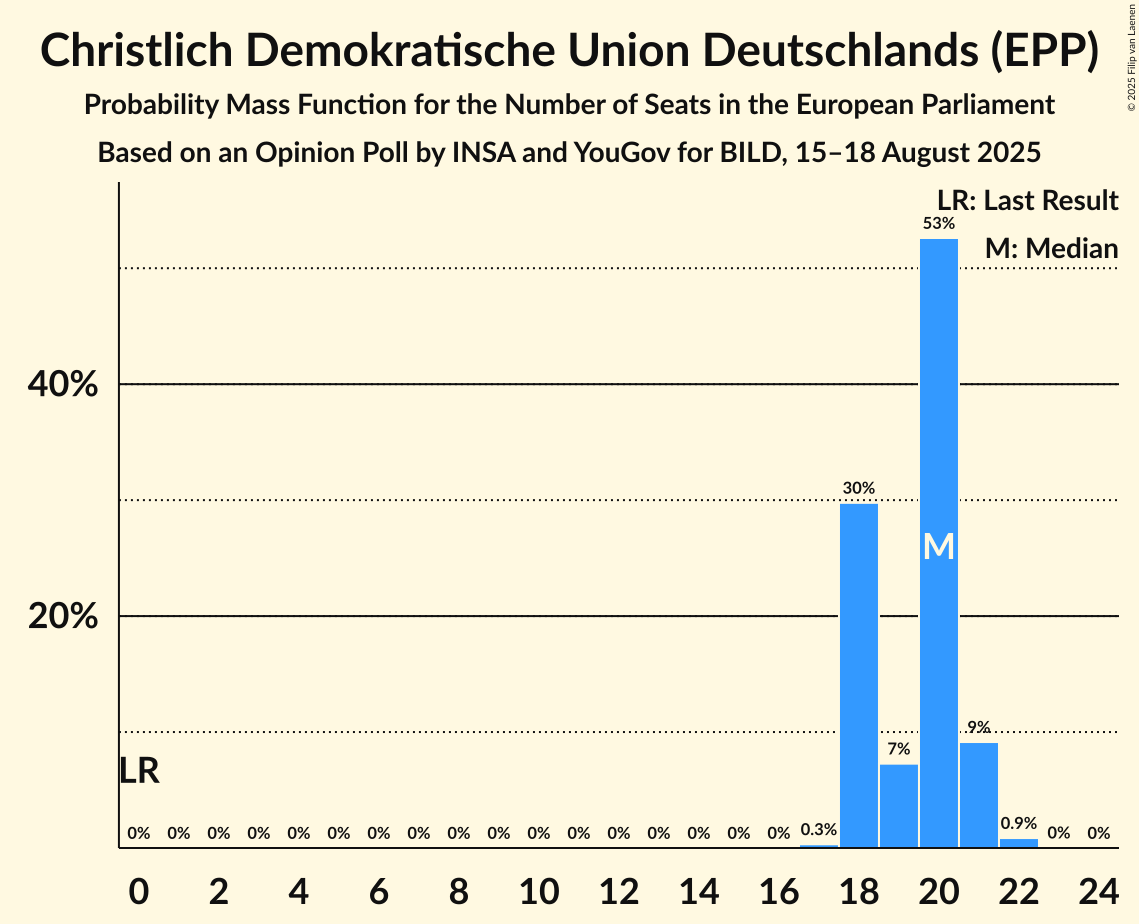 Christlich Demokratische Union Deutschlands (EPP)
Probability Mass Function for the Number of Seats in the European Parliament
Based on an Opinion Poll by INSA and YouGov for BILD, 15–18 August 2025
© 2025 Filip van Laenen
LR: Last Result
M: Median
53%
40%
30%
M
20%
9%
7%
LR
0% 0% 0% 0% 0% 0% 0% 0% 0% 0% 0% 0% 0% 0% 0% 0% 0% 0.3% 0.9% 0% 0%
0 2 4 6 8 10 12 14 16 18 20 22 24